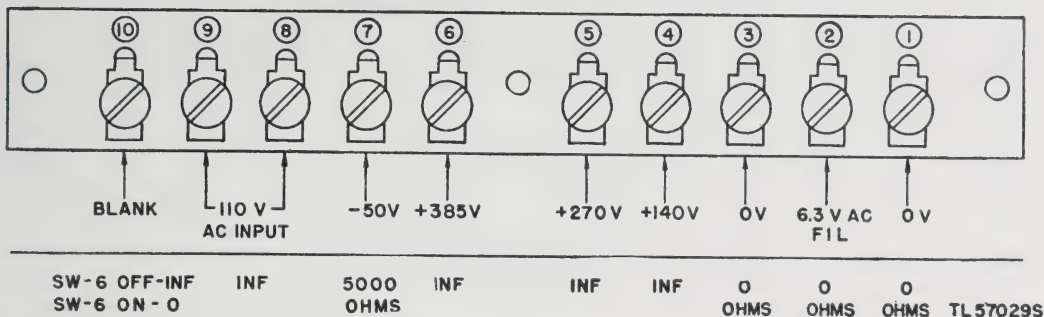 10 9 8 7 6 5 4 3 2 1
BLANK 110 V -50V +385V +270V +140V 0V 6.3 V AC 0V
AC INPUT FIL
SW-6 OFF-INF INF 5000 INF INF INF 0 0 0
SW-6 ON-0 OHMS OHMS OHMS OHMS TL57029S